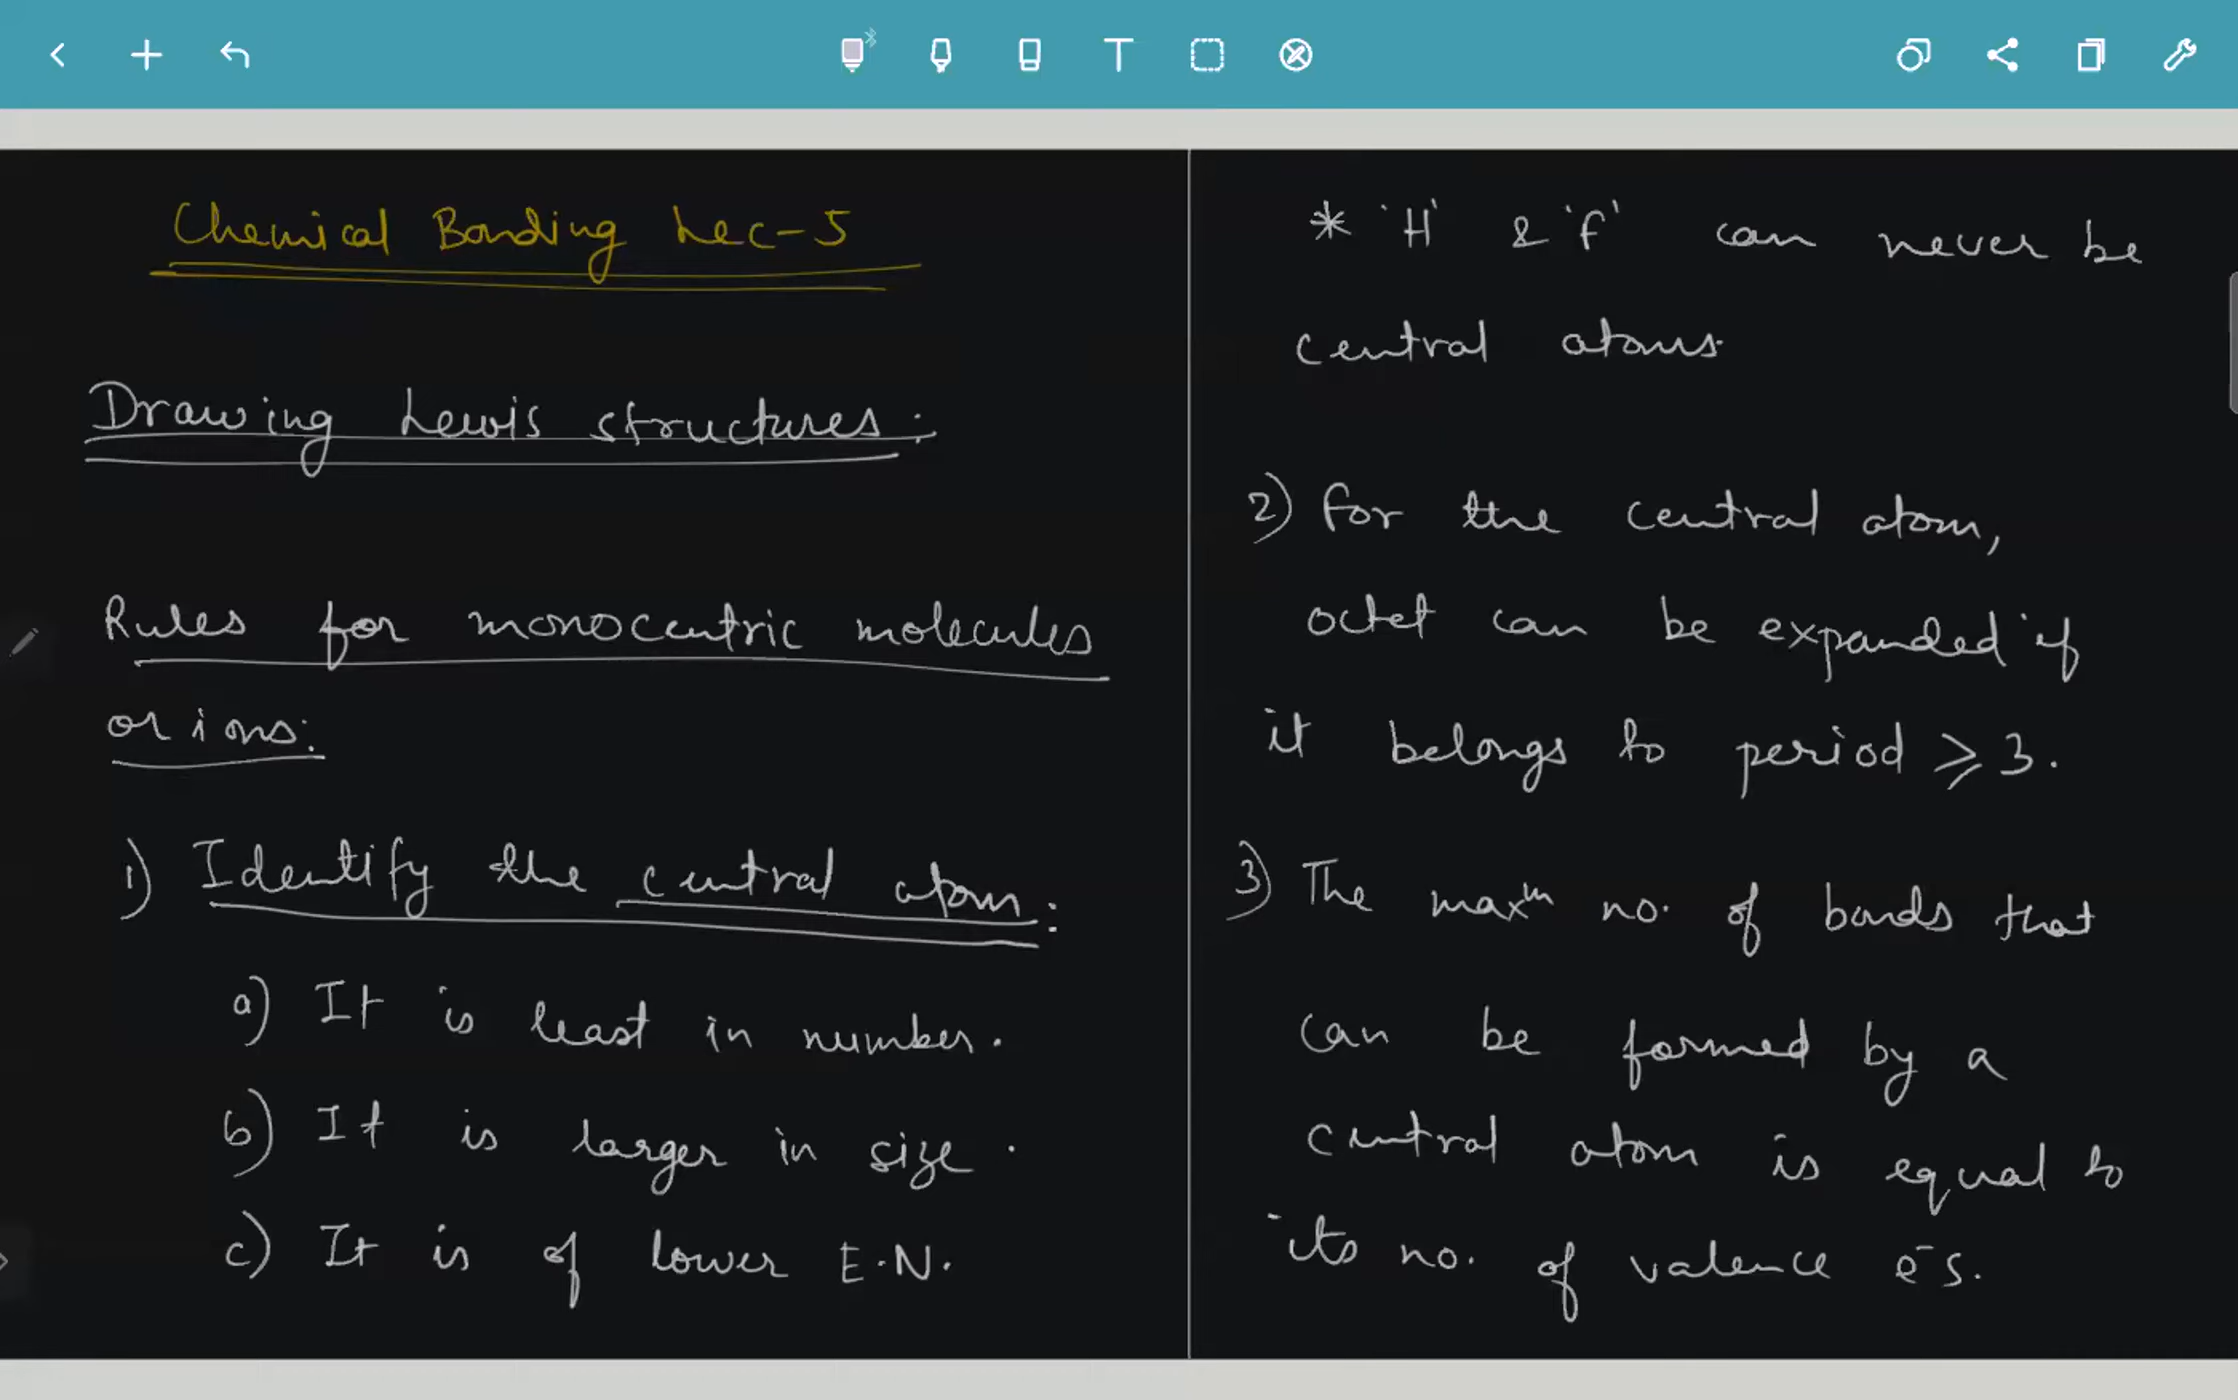 Chemical Bonding Lec-5
Drawing Lewis structures:
Rules for monocentric molecules
or ions:
1) Identify the central atom:
a) It is least in number.
b) It is larger in size.
c) It is of lower E.N.
* 'H' & 'F' can never be
central atoms.
2) For the central atom,
octet can be expanded if
it belongs to period ≥ 3.
3) The maxᵐ no. of bonds that
can be formed by a
central atom is equal to
its no. of valence e⁻s.